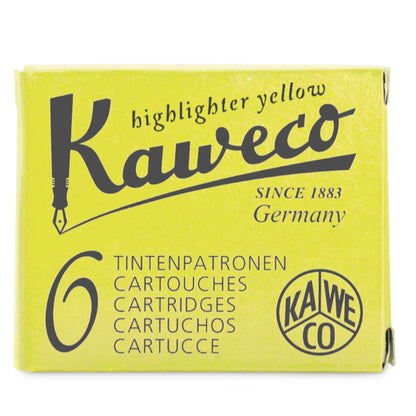 highlighter yellow
Kaweco
SINCE 1883
Germany
6
TINTENPATRONEN
CARTOUCHES
CARTRIDGES
CARTUCHOS
CARTUCCE
KA WE
CO